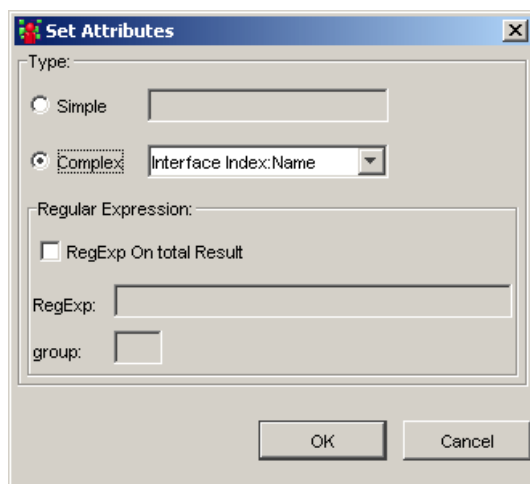 Set Attributes
Type:
Simple
Complex
Interface Index:Name
Regular Expression:
RegExp On total Result
RegExp:
group:
OK
Cancel